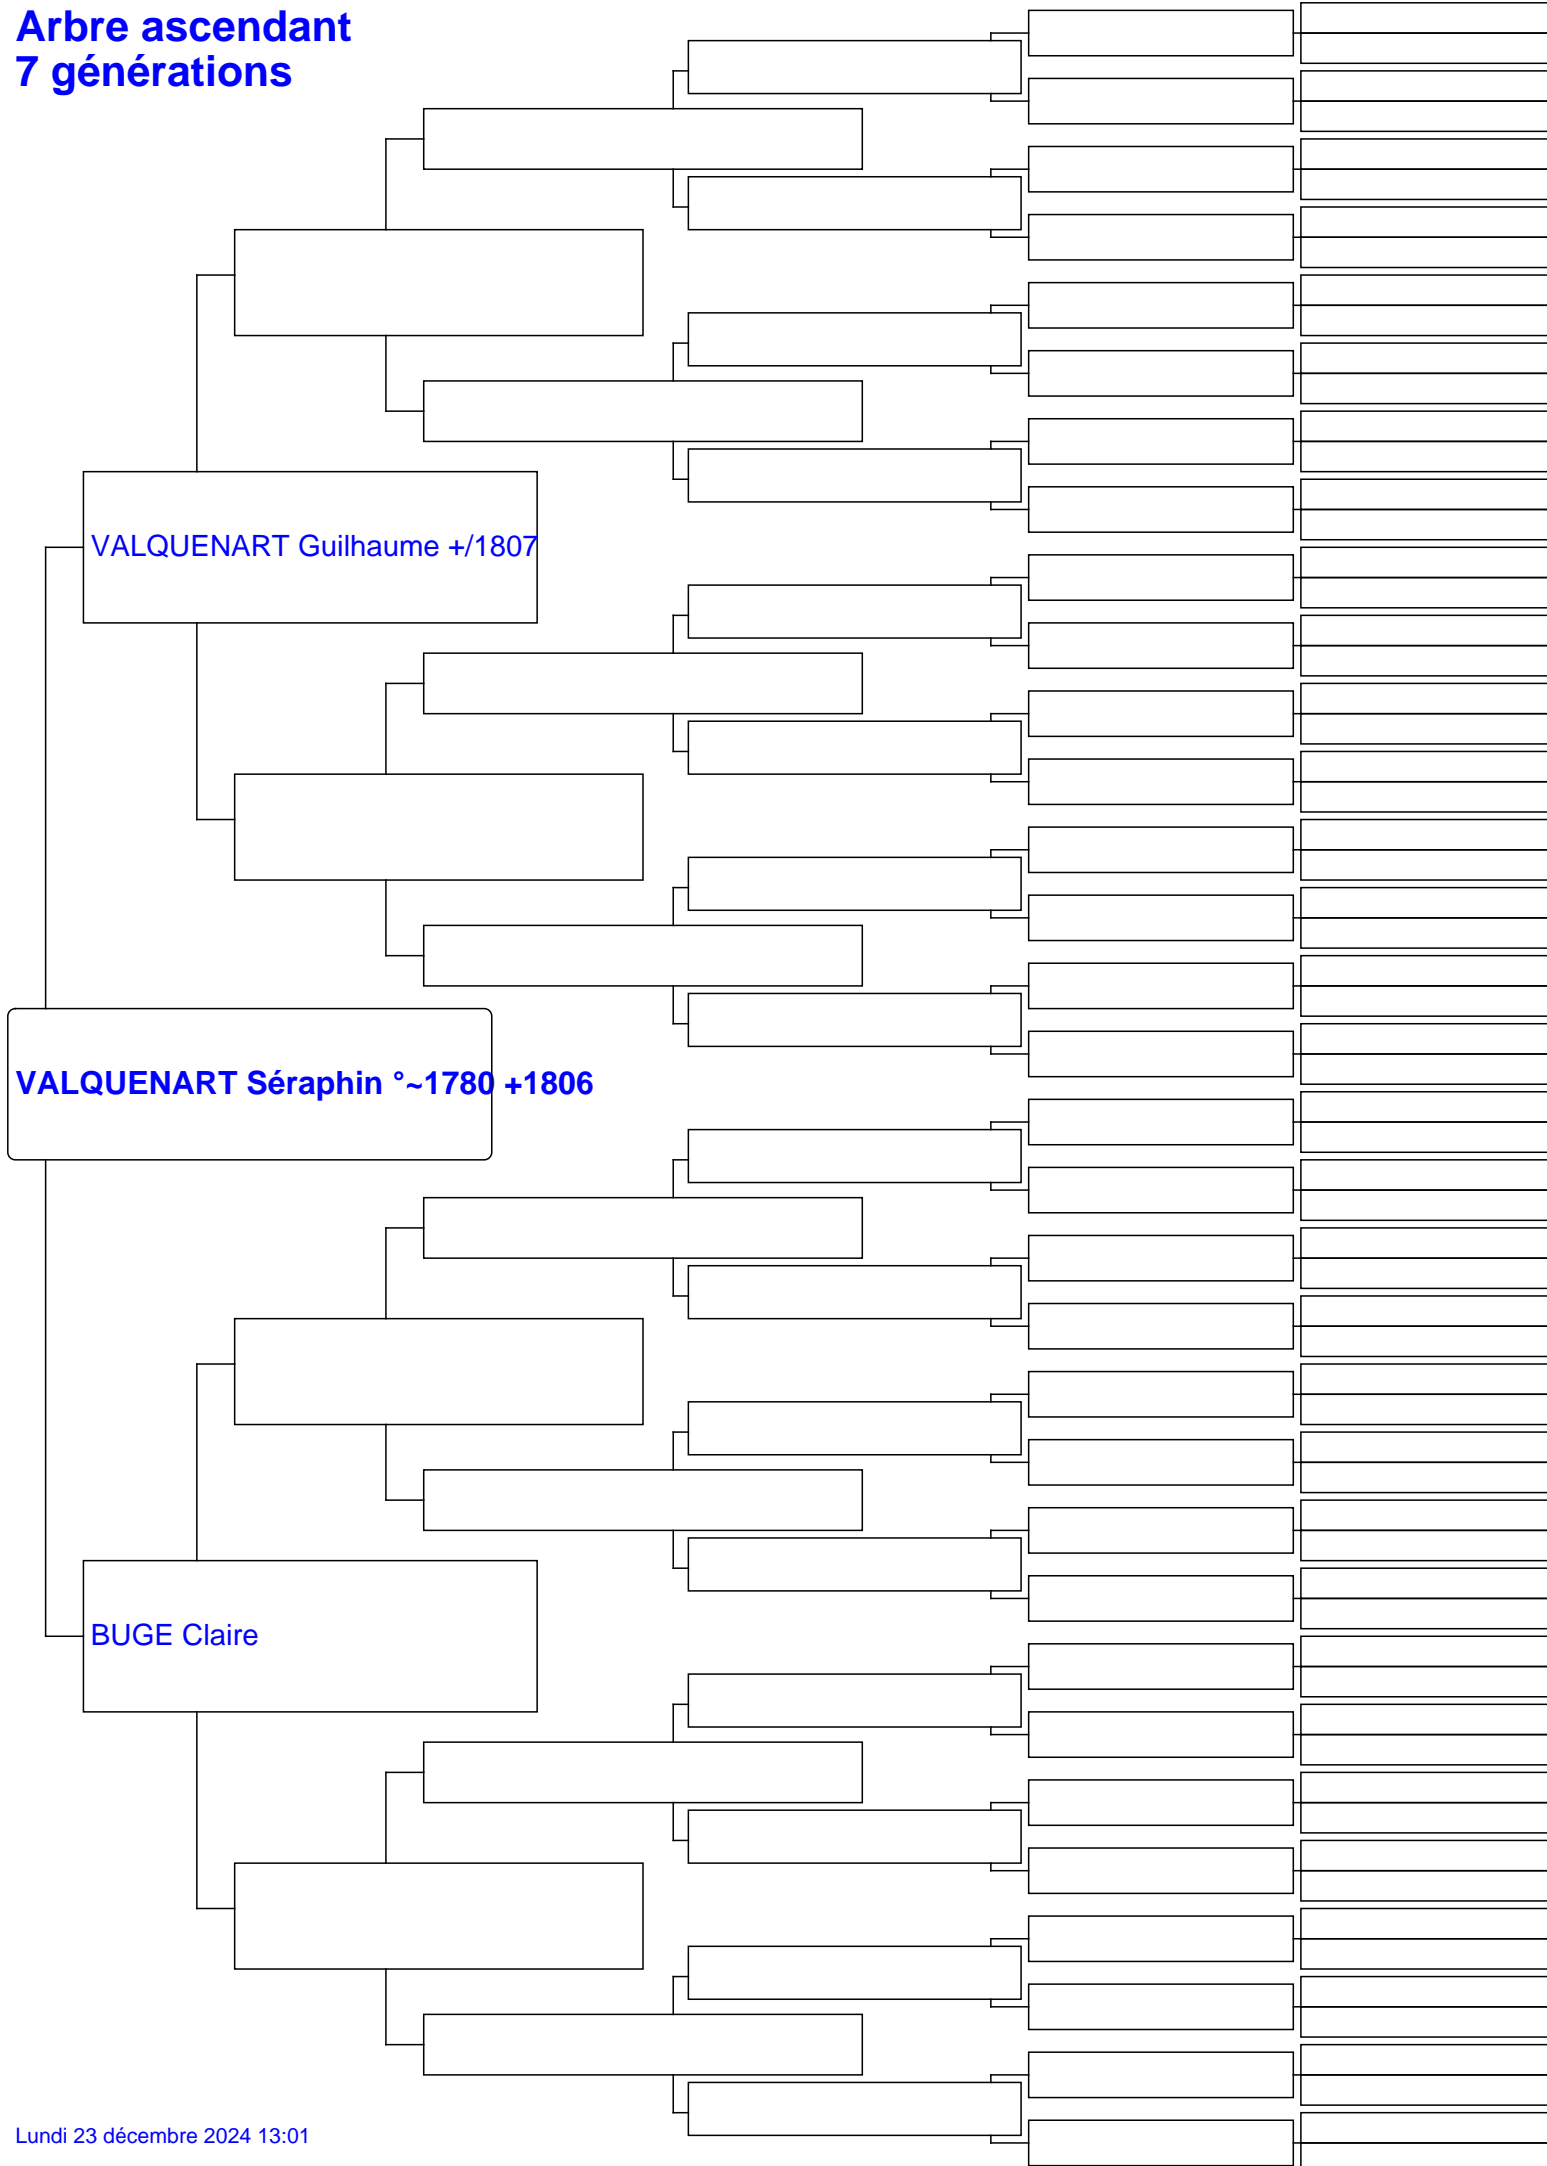 Arbre ascendant
7 générations
VALQUENART Guilhaume +/1807
VALQUENART Séraphin °~1780 +1806
BUGE Claire
Lundi 23 décembre 2024 13:01